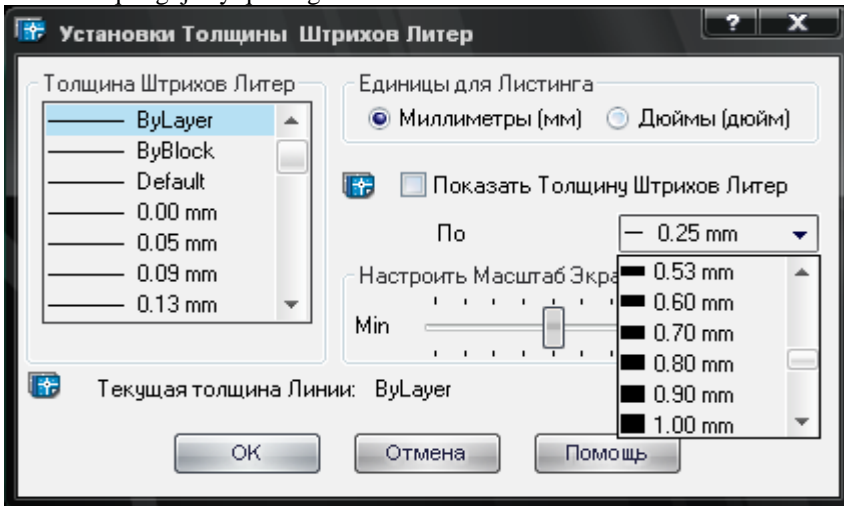 Установки Толщины Штрихов Литер
? X
Толщина Штрихов Литер
ByLayer
ByBlock
Default
0.00 mm
0.05 mm
0.09 mm
0.13 mm
Единицы для Листинга
Миллиметры (мм) Дюймы (дюйм)
Показать Толщину Штрихов Литер
По 0.25 mm
0.53 mm
0.60 mm
0.70 mm
0.80 mm
0.90 mm
1.00 mm
Настроить Масштаб Экра
Min
Текущая толщина Линии: ByLayer
OK Отмена Помощь